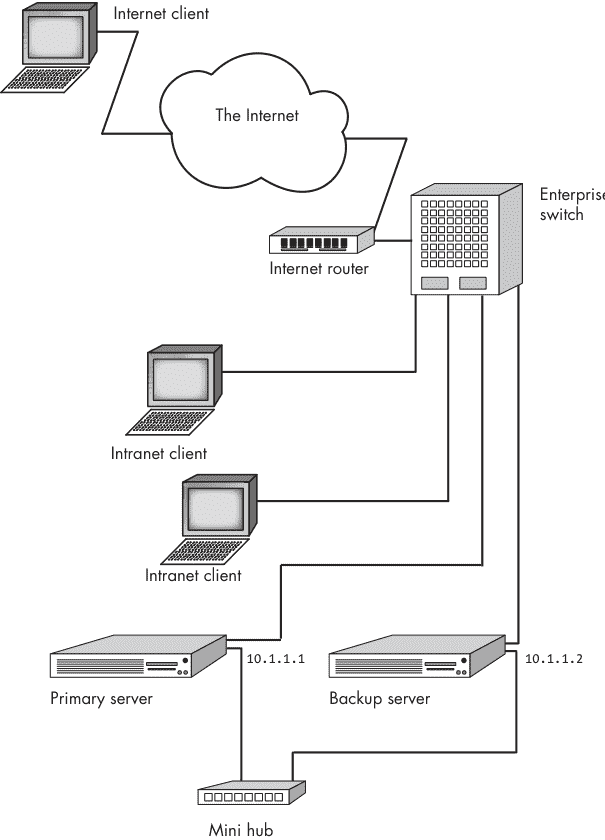 Internet client
The Internet
Enterprise
switch
Internet router
Intranet client
Intranet client
10.1.1.1
10.1.1.2
Primary server
Backup server
Mini hub